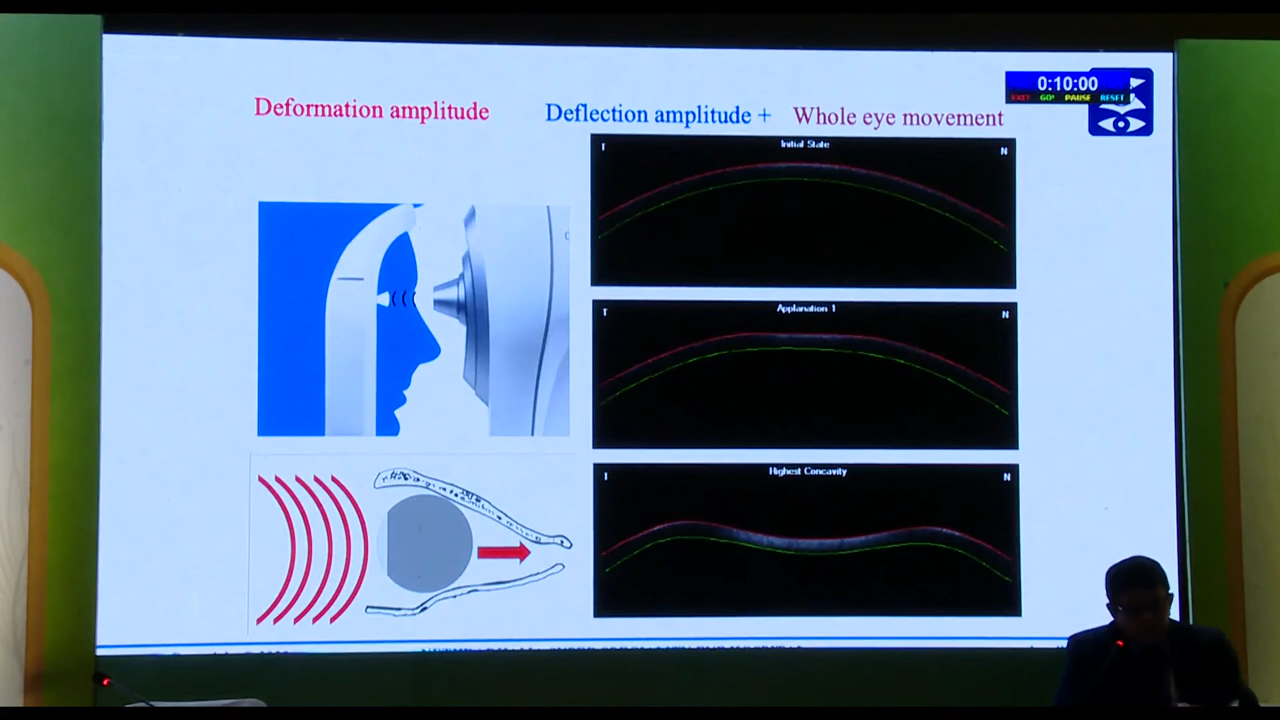 0:10:00
EXIT GO! PAUSE RESET
Deformation amplitude
Deflection amplitude + Whole eye movement
Initial State
T N
Applanation 1
T N
Highest Concavity
T N